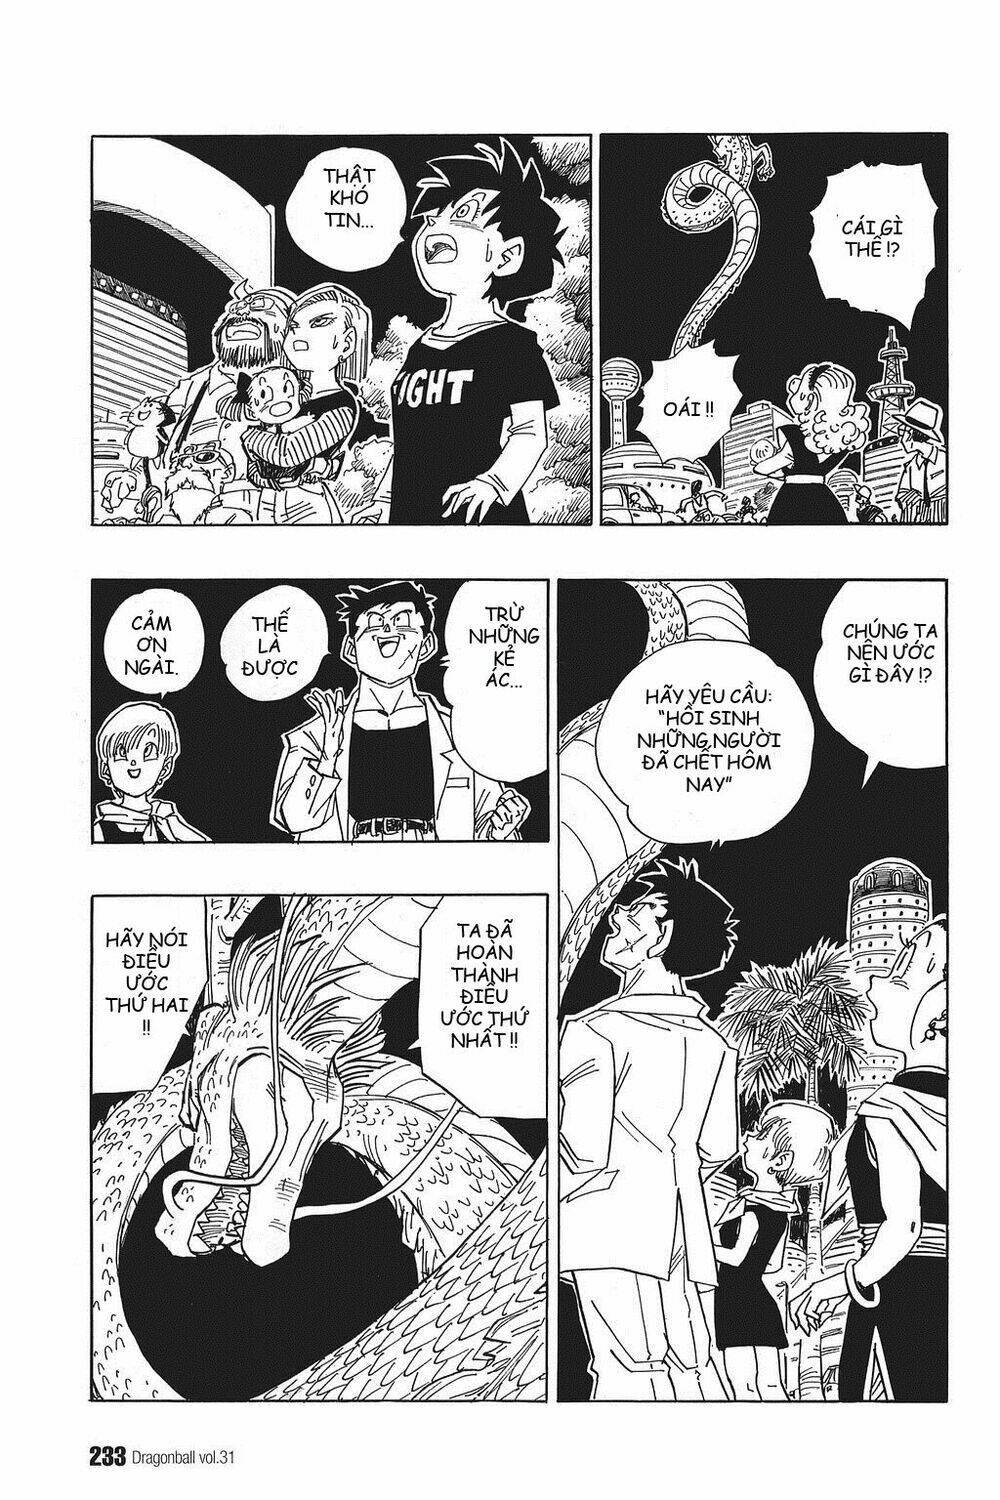 CÁI GÌ
THẾ !?
OÁI !!
THẬT
KHÓ
TIN...
FIGHT
CHÚNG TA
NÊN ƯỚC
GÌ ĐÂY !?
HÃY YÊU CẦU:
"HỒI SINH
NHỮNG NGƯỜI
ĐÃ CHẾT HÔM
NAY"
TRỪ
NHỮNG
KẺ
ÁC...
THẾ
LÀ
ĐƯỢC
CẢM
ƠN
NGÀI.
TA ĐÃ
HOÀN
THÀNH
ĐIỀU
ƯỚC THỨ
NHẤT !!
HÃY NÓI
ĐIỀU
ƯỚC
THỨ HAI
!!
233 Dragonball vol.31